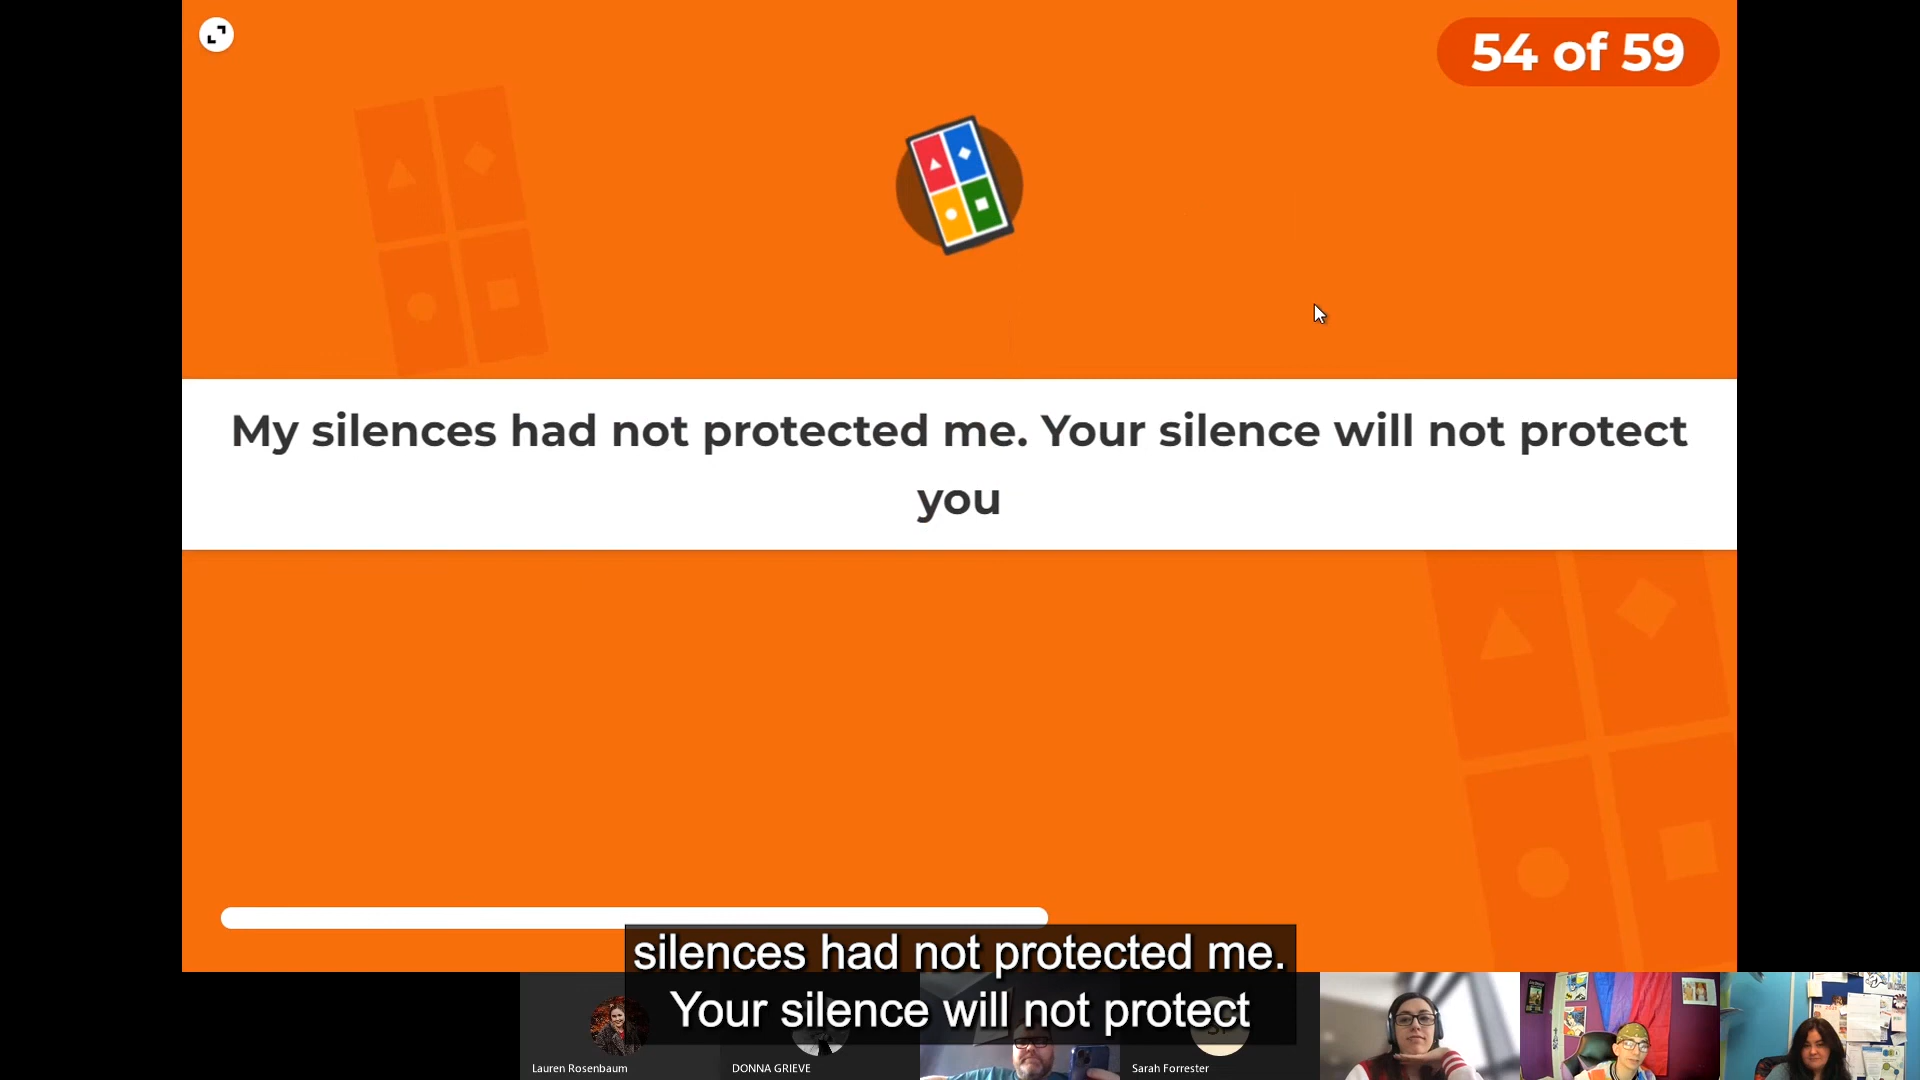 54 of 59
My silences had not protected me. Your silence will not protect
you
silences had not protected me.
Your silence will not protect
Lauren Rosenbaum
DONNA GRIEVE
Sarah Forrester